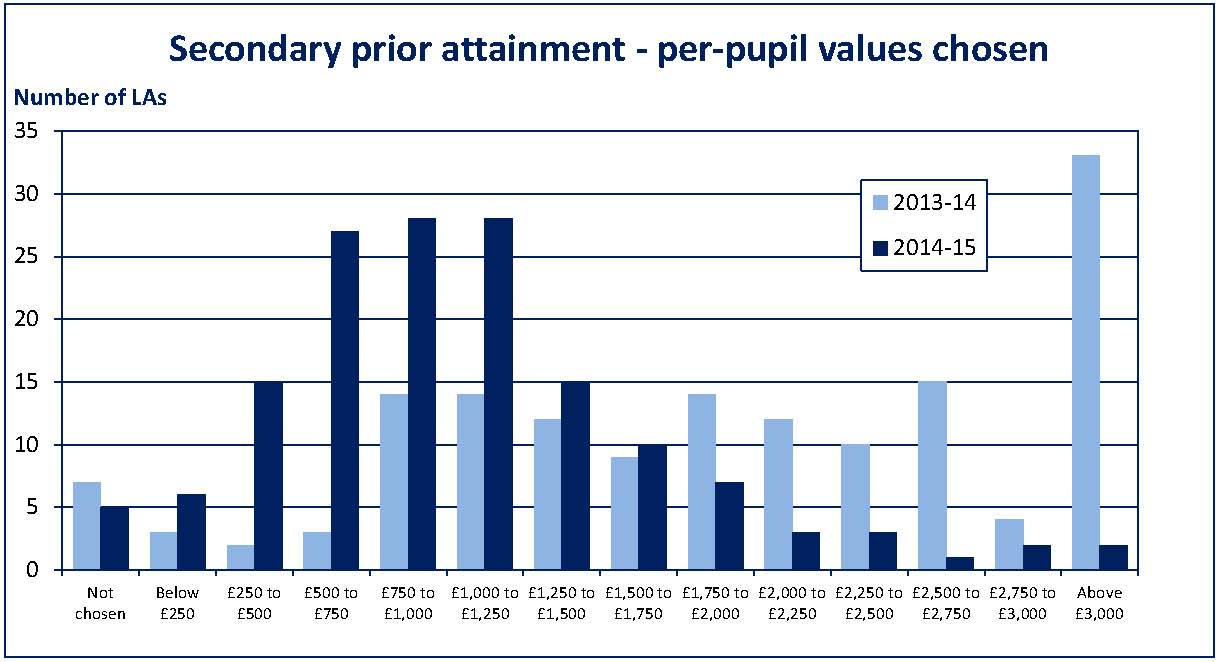 Secondary prior attainment - per-pupil values chosen
Number of LAs
35
30
25
20
15
10
5
0
2013-14
2014-15
Not chosen
Below £250
£250 to £500
£500 to £750
£750 to £1,000
£1,000 to £1,250
£1,250 to £1,500
£1,500 to £1,750
£1,750 to £2,000
£2,000 to £2,250
£2,250 to £2,500
£2,500 to £2,750
£2,750 to £3,000
Above £3,000